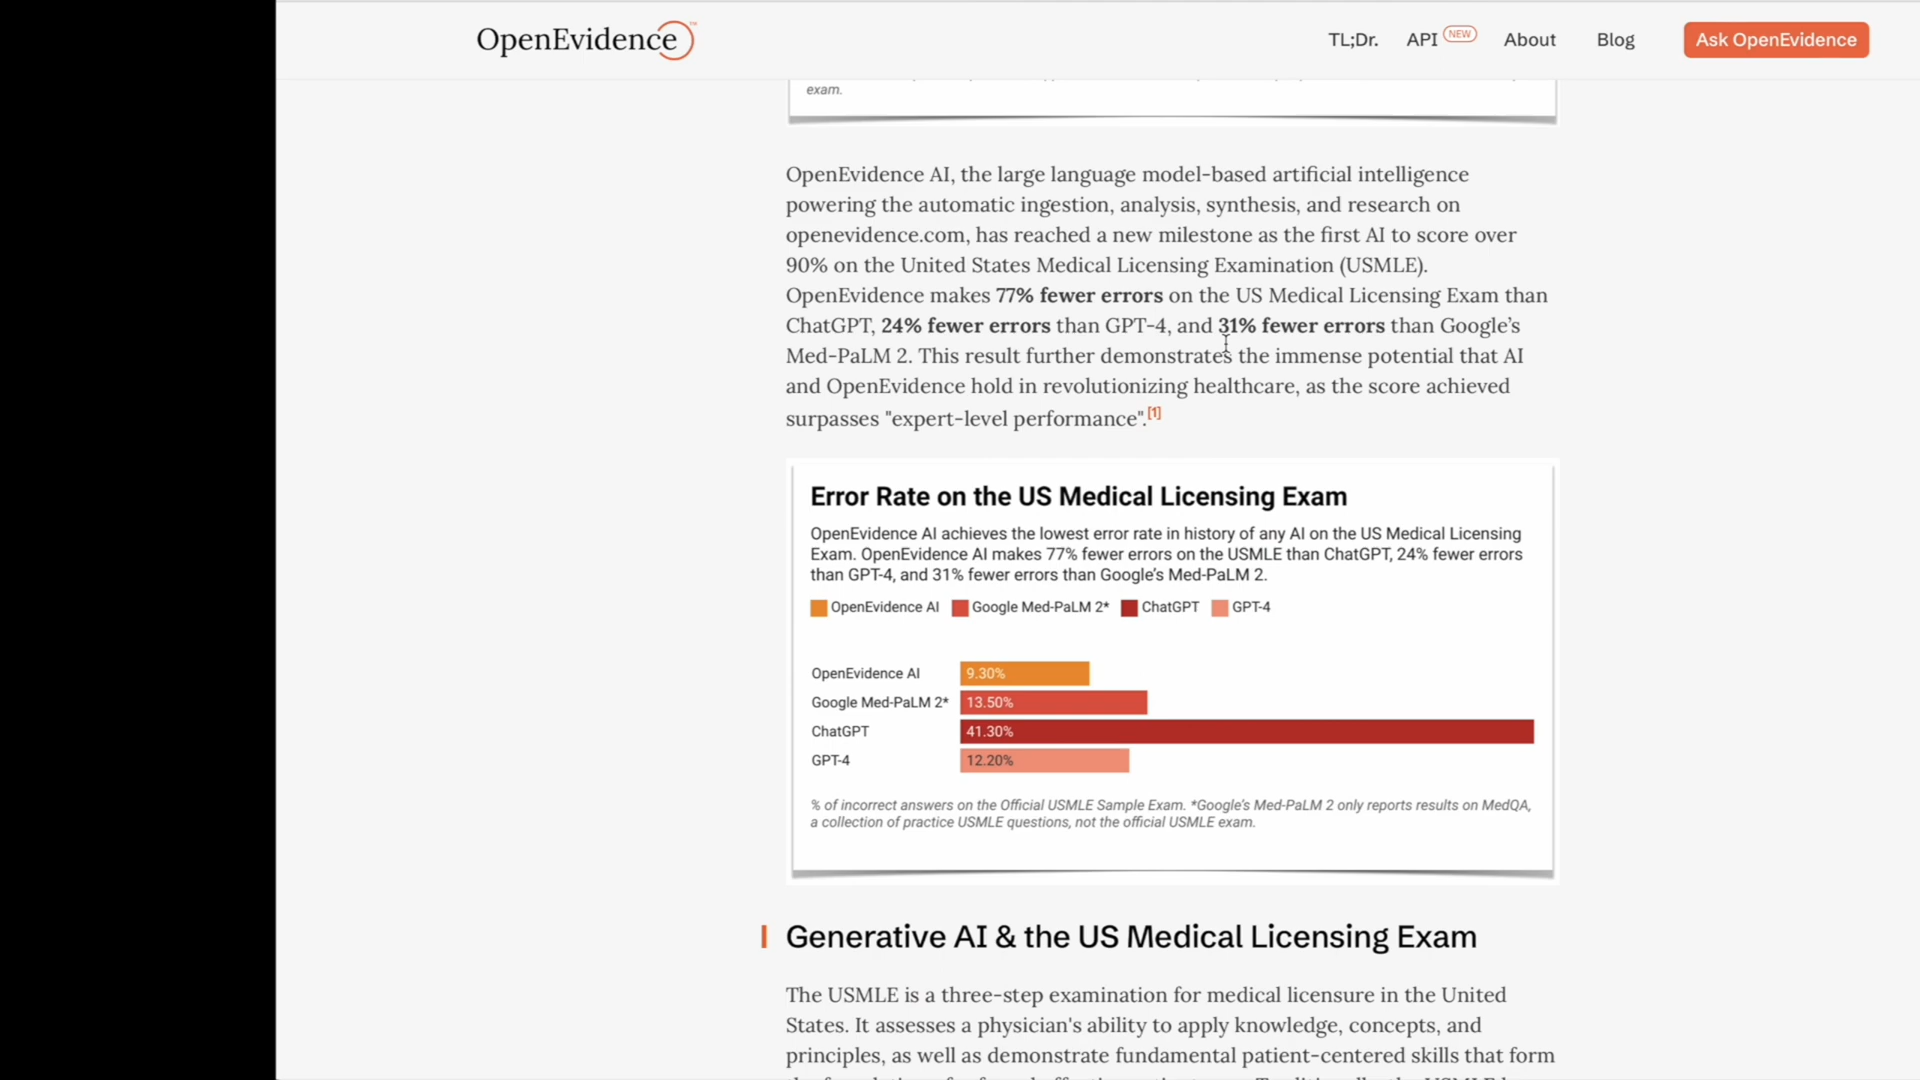 OpenEvidence™
TL;Dr.
API NEW
About
Blog
Ask OpenEvidence
exam.
OpenEvidence AI, the large language model-based artificial intelligence
powering the automatic ingestion, analysis, synthesis, and research on
openevidence.com, has reached a new milestone as the first AI to score over
90% on the United States Medical Licensing Examination (USMLE).
OpenEvidence makes 77% fewer errors on the US Medical Licensing Exam than
ChatGPT, 24% fewer errors than GPT-4, and 31% fewer errors than Google’s
Med-PaLM 2. This result further demonstrates the immense potential that AI
and OpenEvidence hold in revolutionizing healthcare, as the score achieved
surpasses "expert-level performance".[1]
Error Rate on the US Medical Licensing Exam
OpenEvidence AI achieves the lowest error rate in history of any AI on the US Medical Licensing
Exam. OpenEvidence AI makes 77% fewer errors on the USMLE than ChatGPT, 24% fewer errors
than GPT-4, and 31% fewer errors than Google’s Med-PaLM 2.
OpenEvidence AI Google Med-PaLM 2* ChatGPT GPT-4
OpenEvidence AI 9.30%
Google Med-PaLM 2* 13.50%
ChatGPT 41.30%
GPT-4 12.20%
% of incorrect answers on the Official USMLE Sample Exam. *Google’s Med-PaLM 2 only reports results on MedQA,
a collection of practice USMLE questions, not the official USMLE exam.
Generative AI & the US Medical Licensing Exam
The USMLE is a three-step examination for medical licensure in the United
States. It assesses a physician's ability to apply knowledge, concepts, and
principles, as well as demonstrate fundamental patient-centered skills that form